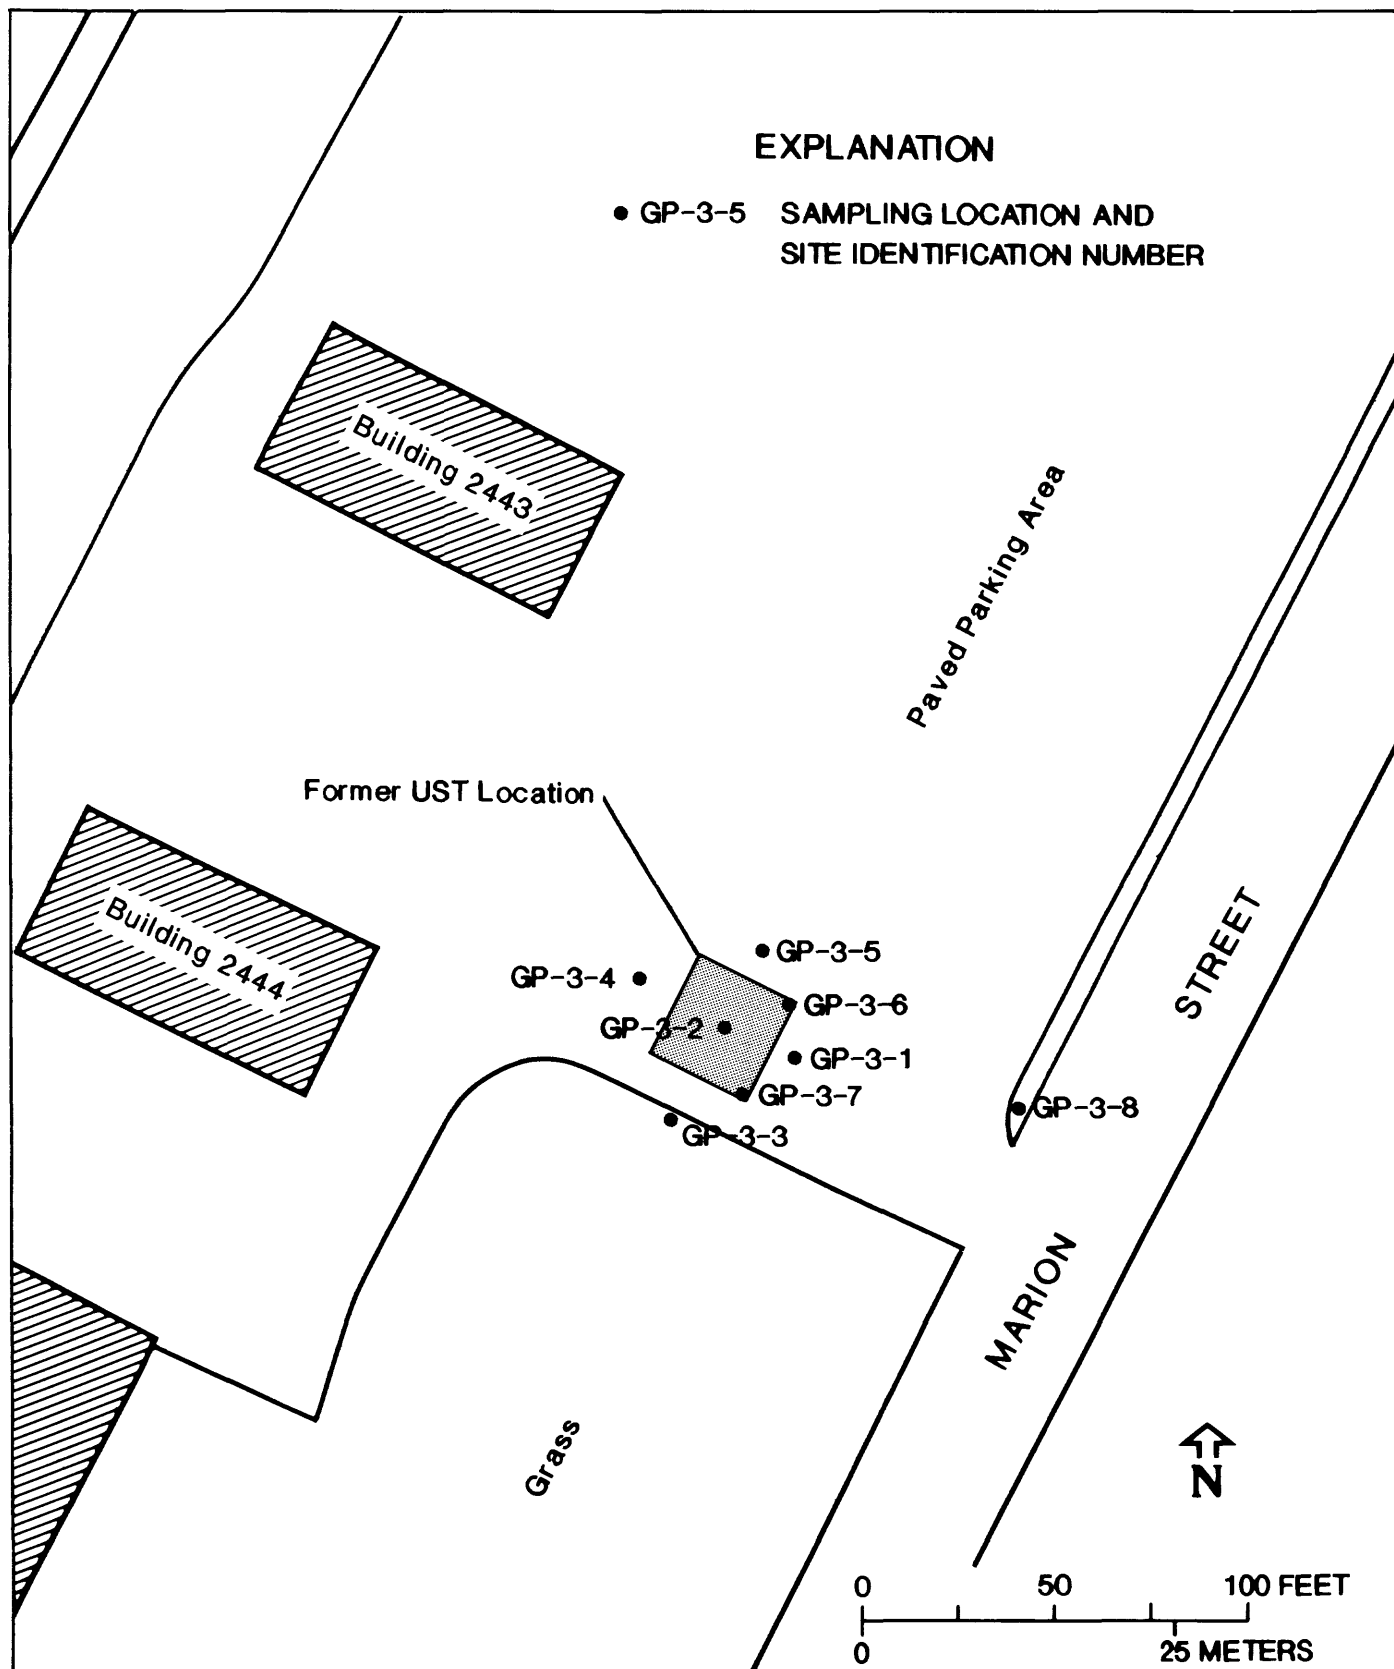 EXPLANATION
● GP-3-5 SAMPLING LOCATION AND
SITE IDENTIFICATION NUMBER
Building 2443
Paved Parking Area
Former UST Location
Building 2444
GP-3-5
GP-3-4
GP-3-6
GP-3-2
GP-3-1
GP-3-7
GP-3-8
GP-3-3
MARION STREET
Grass
N
0 50 100 FEET
0 25 METERS